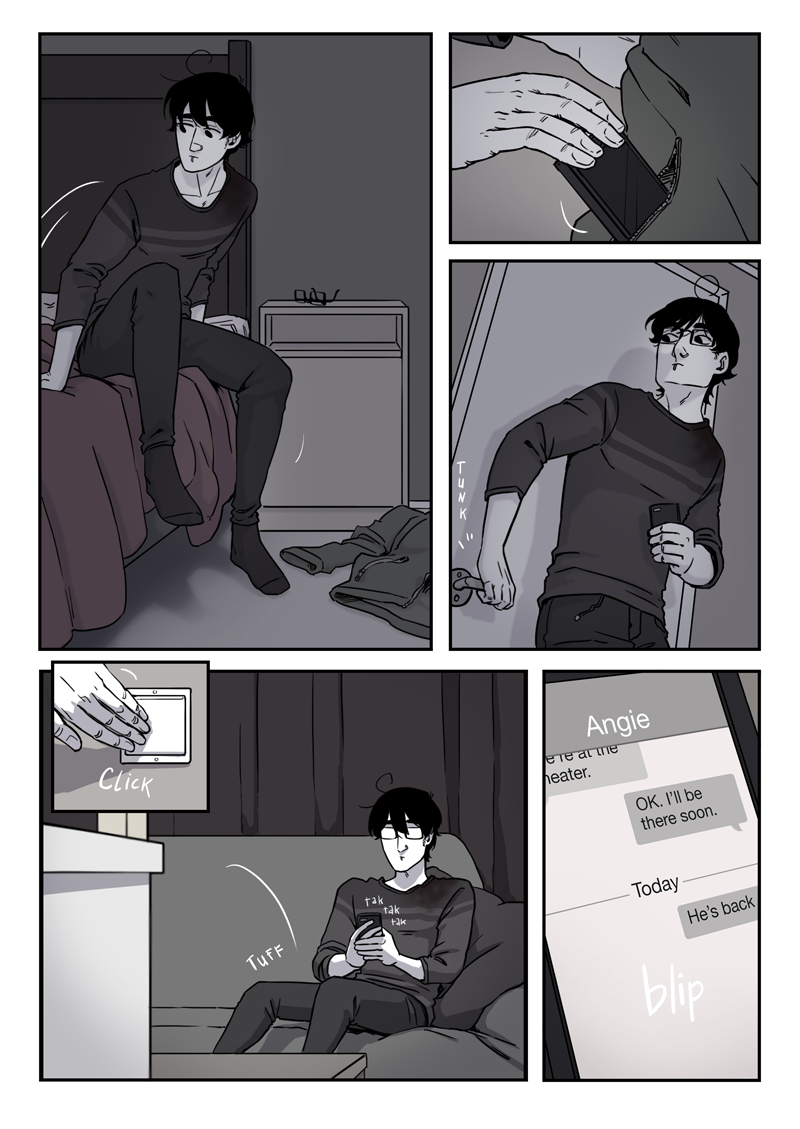 TUNK
CLICK
tak
tak
tak
TUFF
Angie
e're at the
heater.
OK. I'll be
there soon.
Today
He's back
blip